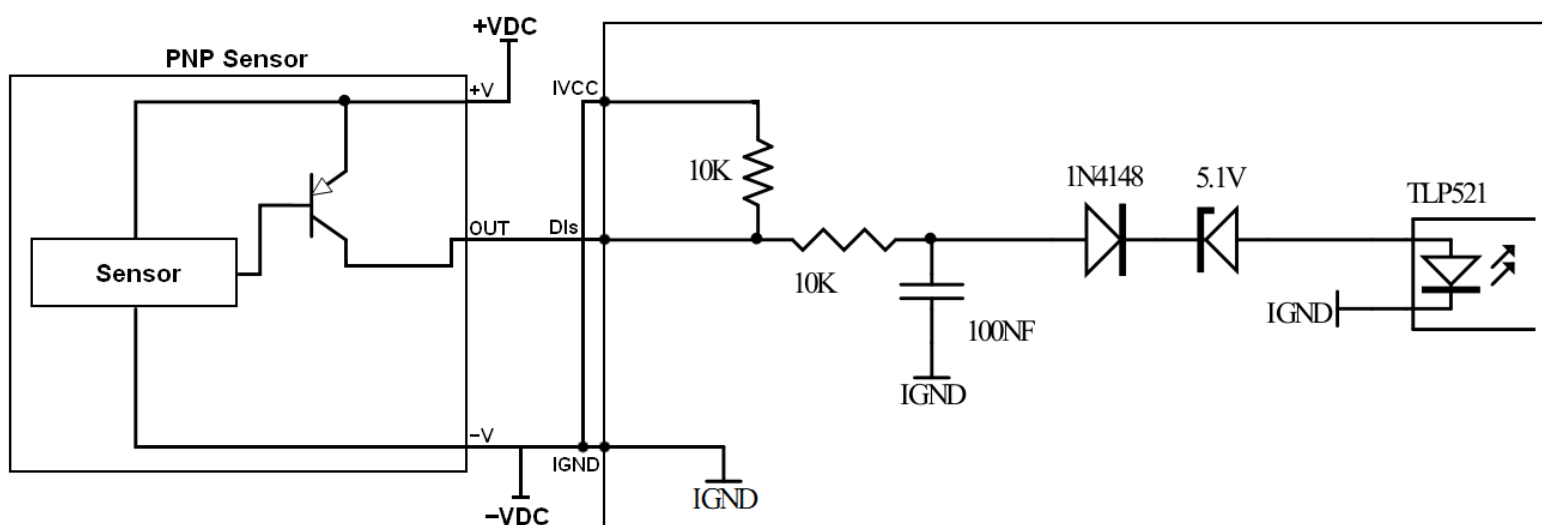 +VDC
PNP Sensor
+V
IVCC
10K
1N4148
5.1V
TLP521
OUT
DIs
Sensor
10K
100NF
IGND
IGND
−V
IGND
IGND
−VDC